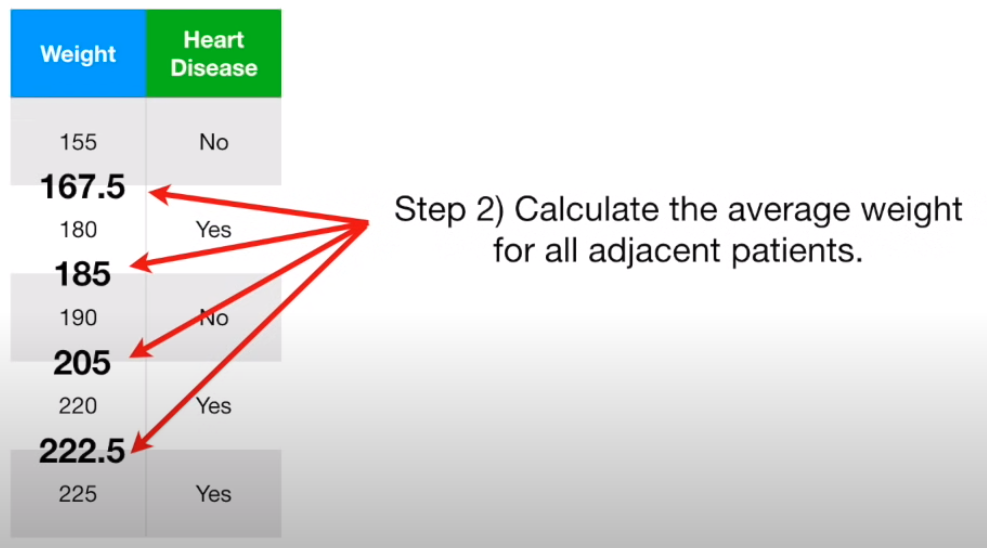 Weight
Heart
Disease
155 No
167.5
180 Yes
185
190 No
205
220 Yes
222.5
225 Yes
Step 2) Calculate the average weight
for all adjacent patients.